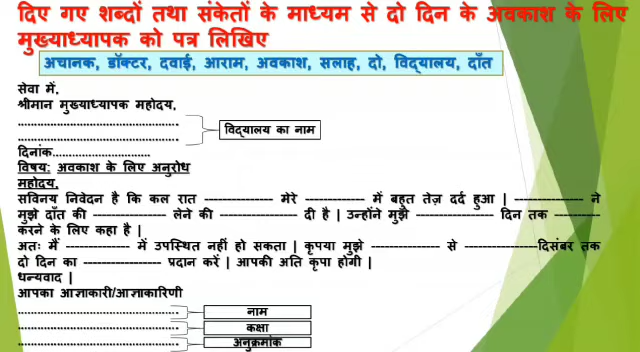 दिए गए शब्दों तथा संकेतों के माध्यम से दो दिन के अवकाश के लिए
मुख्याध्यापक को पत्र लिखिए
अचानक, डॉक्टर, दवाई, आराम, अवकाश, सलाह, दो, विद्यालय, दाँत
सेवा में,
श्रीमान मुख्याध्यापक महोदय,
................................................
................................................ विद्यालय का नाम
दिनांक.............................
विषय: अवकाश के लिए अनुरोध
महोदय,
सविनय निवेदन है कि कल रात --------------- मेरे ------------- में बहुत तेज़ दर्द हुआ | --------------- ने
मुझे दाँत की ---------------- लेने की ----------------- दी है | उन्होंने मुझे ----------------- दिन तक ----------
करने के लिए कहा है |
अतः मैं -------------- में उपस्थित नहीं हो सकता | कृपया मुझे --------------- से ----------------दिसंबर तक
दो दिन का ----------------- प्रदान करें | आपकी अति कृपा होगी |
धन्यवाद |
आपका आज्ञाकारी/आज्ञाकारिणी
................................................ नाम
................................................ कक्षा
................................................ अनुक्रमांक